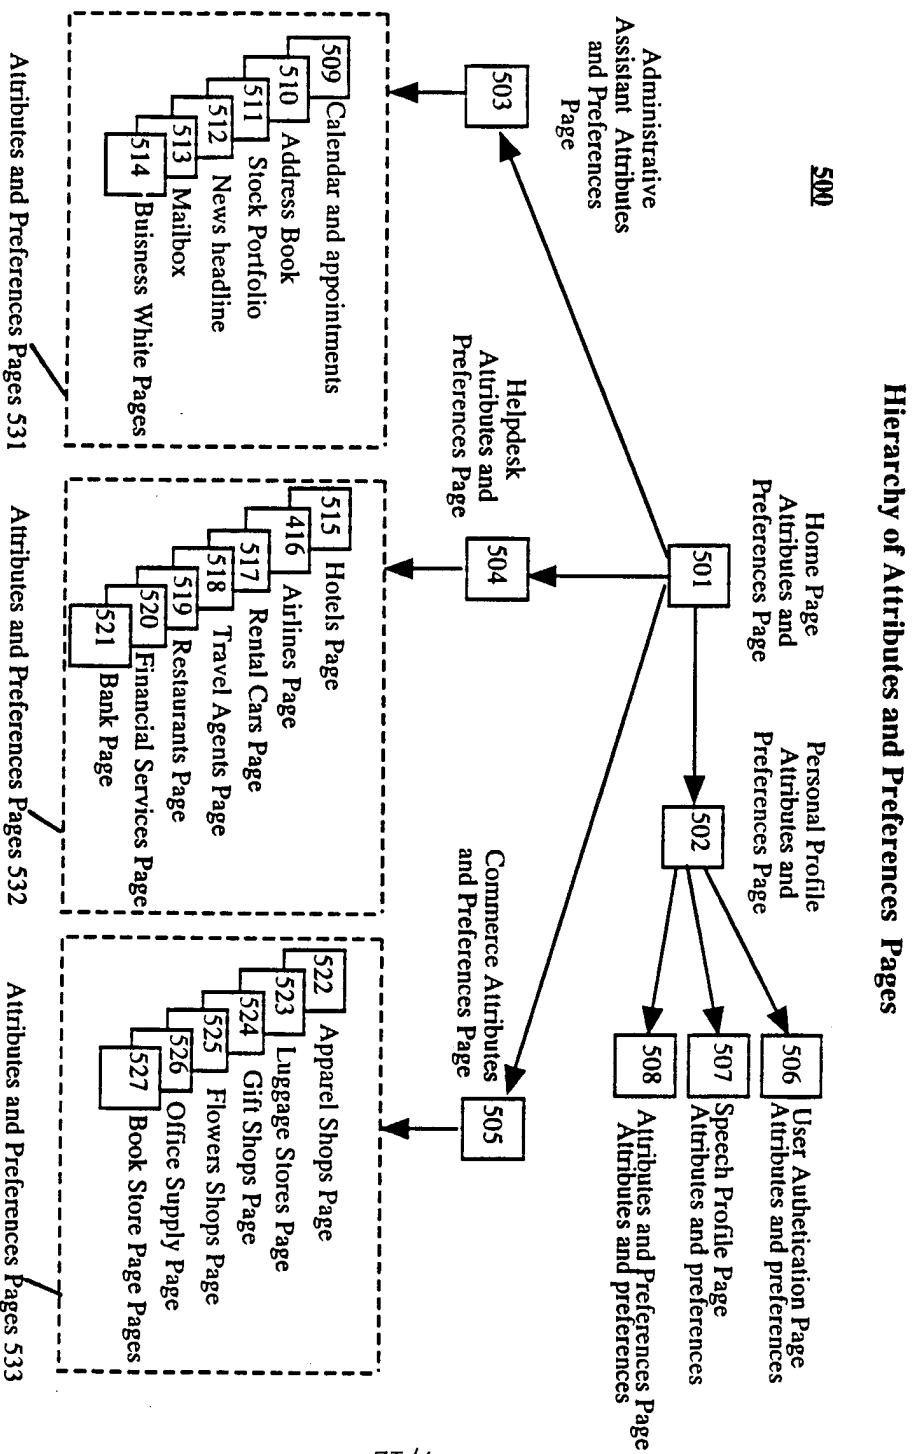 Hierarchy of Attributes and Preferences Pages
500
Home Page
Attributes and
Preferences Page
501
Personal Profile
Attributes and
Preferences Page
502
506
User Authetication Page
Attributes and preferences
507
Speech Profile Page
Attributes and preferences
508
Attributes and Preferences Page
Attributes and preferences
Administrative
Assistant Attributes
and Preferences
Page
503
Helpdesk
Attributes and
Preferences Page
504
Commerce Attributes
and Preferences Page
505
509 Calendar and appointments
510 Address Book
511 Stock Portfolio
512 News headline
513 Mailbox
514 Buisness White Pages
Attributes and Preferences Pages 531
515 Hotels Page
416 Airlines Page
517 Rental Cars Page
518 Travel Agents Page
519 Restaurants Page
520 Financial Services Page
521 Bank Page
Attributes and Preferences Pages 532
522 Apparel Shops Page
523 Luggage Stores Page
524 Gift Shops Page
525 Flowers Shops Page
526 Office Supply Page
527 Book Store Page Pages
Attributes and Preferences Pages 533